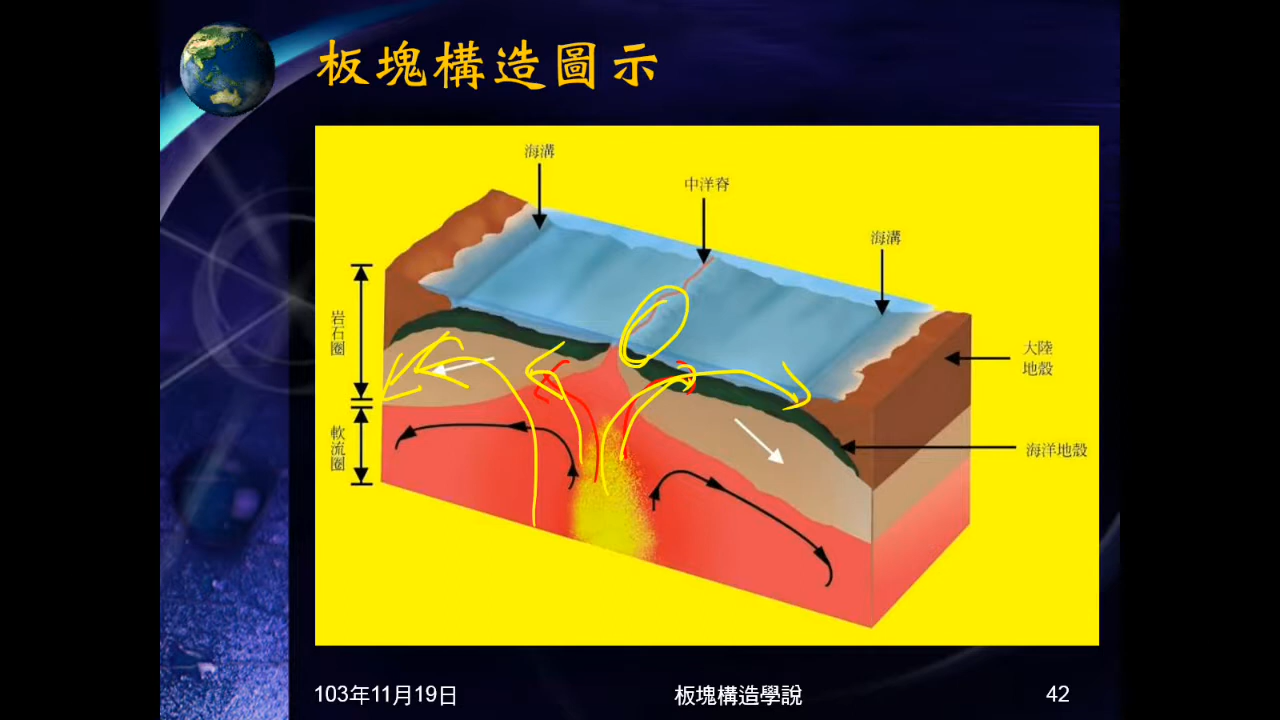 板塊構造圖示
海溝
中洋脊
海溝
岩石圈
大陸
地殼
軟流圈
海洋地殼
103年11月19日
板塊構造學說
42